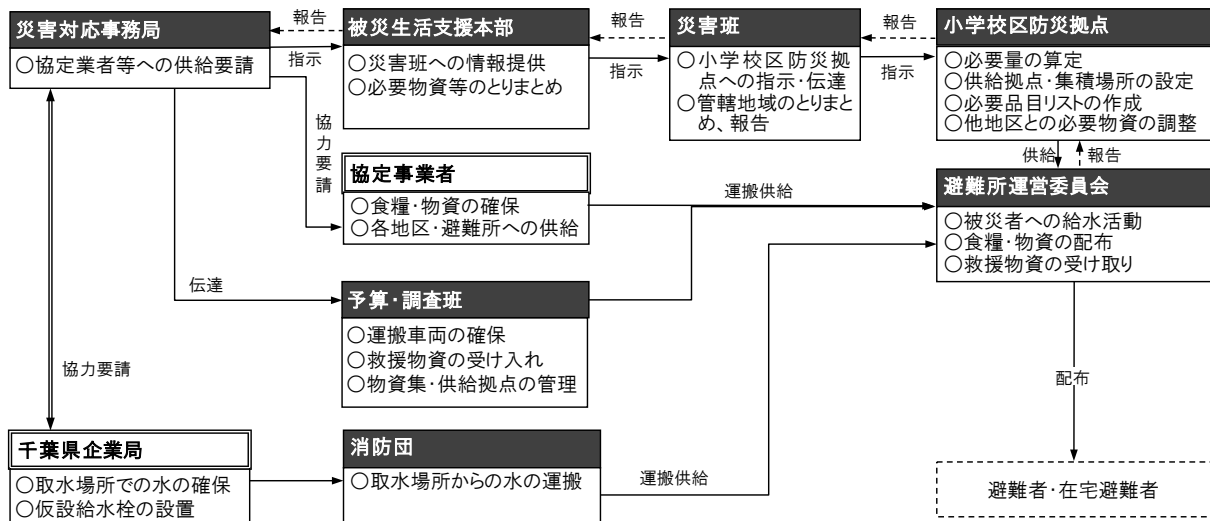 災害対応事務局
○協定業者等への供給要請
報告
指示
被災生活支援本部
○災害班への情報提供
○必要物資等のとりまとめ
報告
指示
災害班
○小学校区防災拠
点への指示・伝達
○管轄地域のとりまと
め、報告
報告
指示
小学校区防災拠点
○必要量の算定
○供給拠点・集積場所の設定
○必要品目リストの作成
○他地区との必要物資の調整
供給
報告
協力要請
協定事業者
○食糧・物資の確保
○各地区・避難所への供給
運搬供給
避難所運営委員会
○被災者への給水活動
○食糧・物資の配布
○救援物資の受け取り
伝達
予算・調査班
○運搬車両の確保
○救援物資の受け入れ
○物資集・供給拠点の管理
協力要請
配布
千葉県企業局
○取水場所での水の確保
○仮設給水栓の設置
消防団
○取水場所からの水の運搬
運搬供給
避難者・在宅避難者